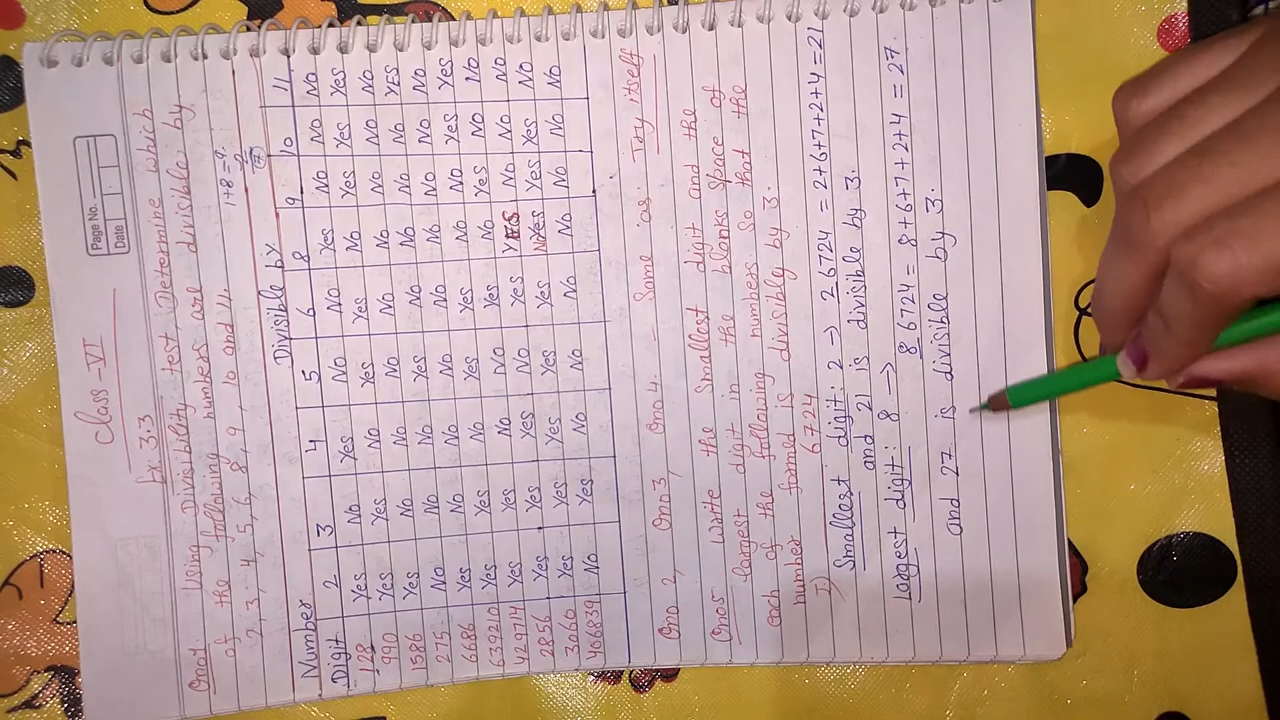 Page No.
Date
Class - VI
Ex 3.3
Qno1 Using Divisibility test, Determine which
of the following numbers are divisible by
2, 3, 4, 5, 6, 8, 9, 10 and 11.
1+8=9
Number Divisible by
Digit 2 3 4 5 6 8 9 10 11
128 Yes No Yes No No Yes No No No
990 Yes Yes No Yes Yes No Yes Yes Yes
1586 Yes No No No No No No No No
275 No No No Yes No No No No YES
6686 Yes No No No No No No No No
639210 Yes Yes No Yes Yes No No Yes Yes
429714 Yes Yes No No Yes No Yes No No
2856 Yes Yes Yes No Yes YES No No No
3060 Yes Yes Yes Yes Yes Yes Yes No
406839 No Yes No No No No No No No
Qno 2, Qno 3, Qno 4. - Same as Try itself
Qno5 Write the Smallest digit and the
largest digit in the blanks space of
each of the following numbers so that the
number formed is divisibly by 3.
I) 6724
Smallest digit: 2 → 26724 = 2+6+7+2+4 = 21
and 21 is divisible by 3.
largest digit: 8 → 86724 = 8+6+7+2+4 = 27.
and 27 is divisible by 3.